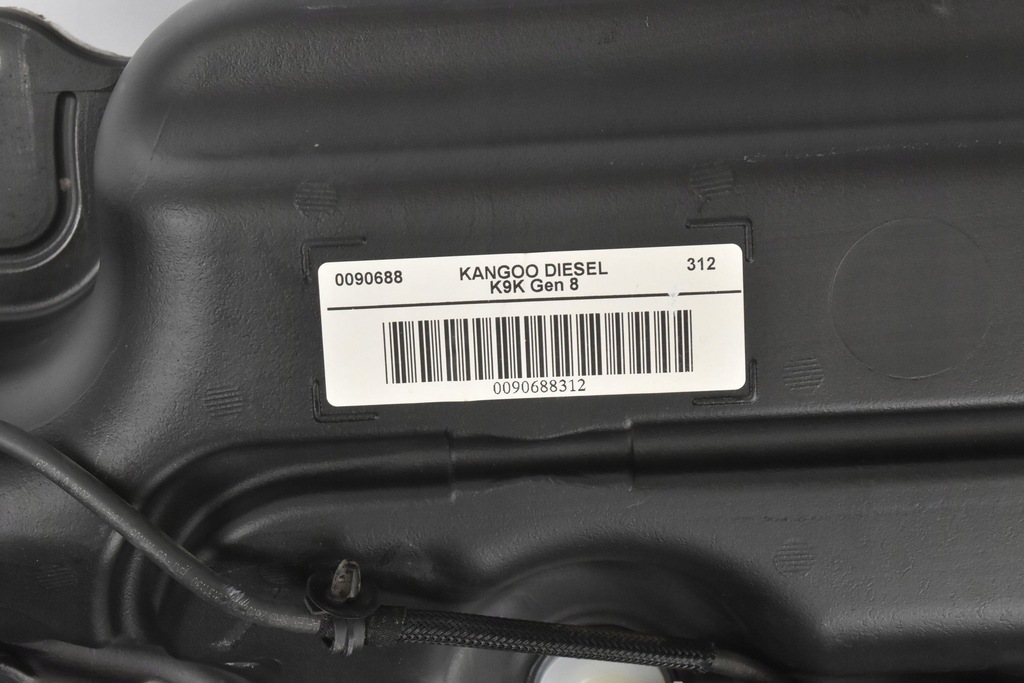 0090688 KANGOO DIESEL 312
K9K Gen 8
0090688312